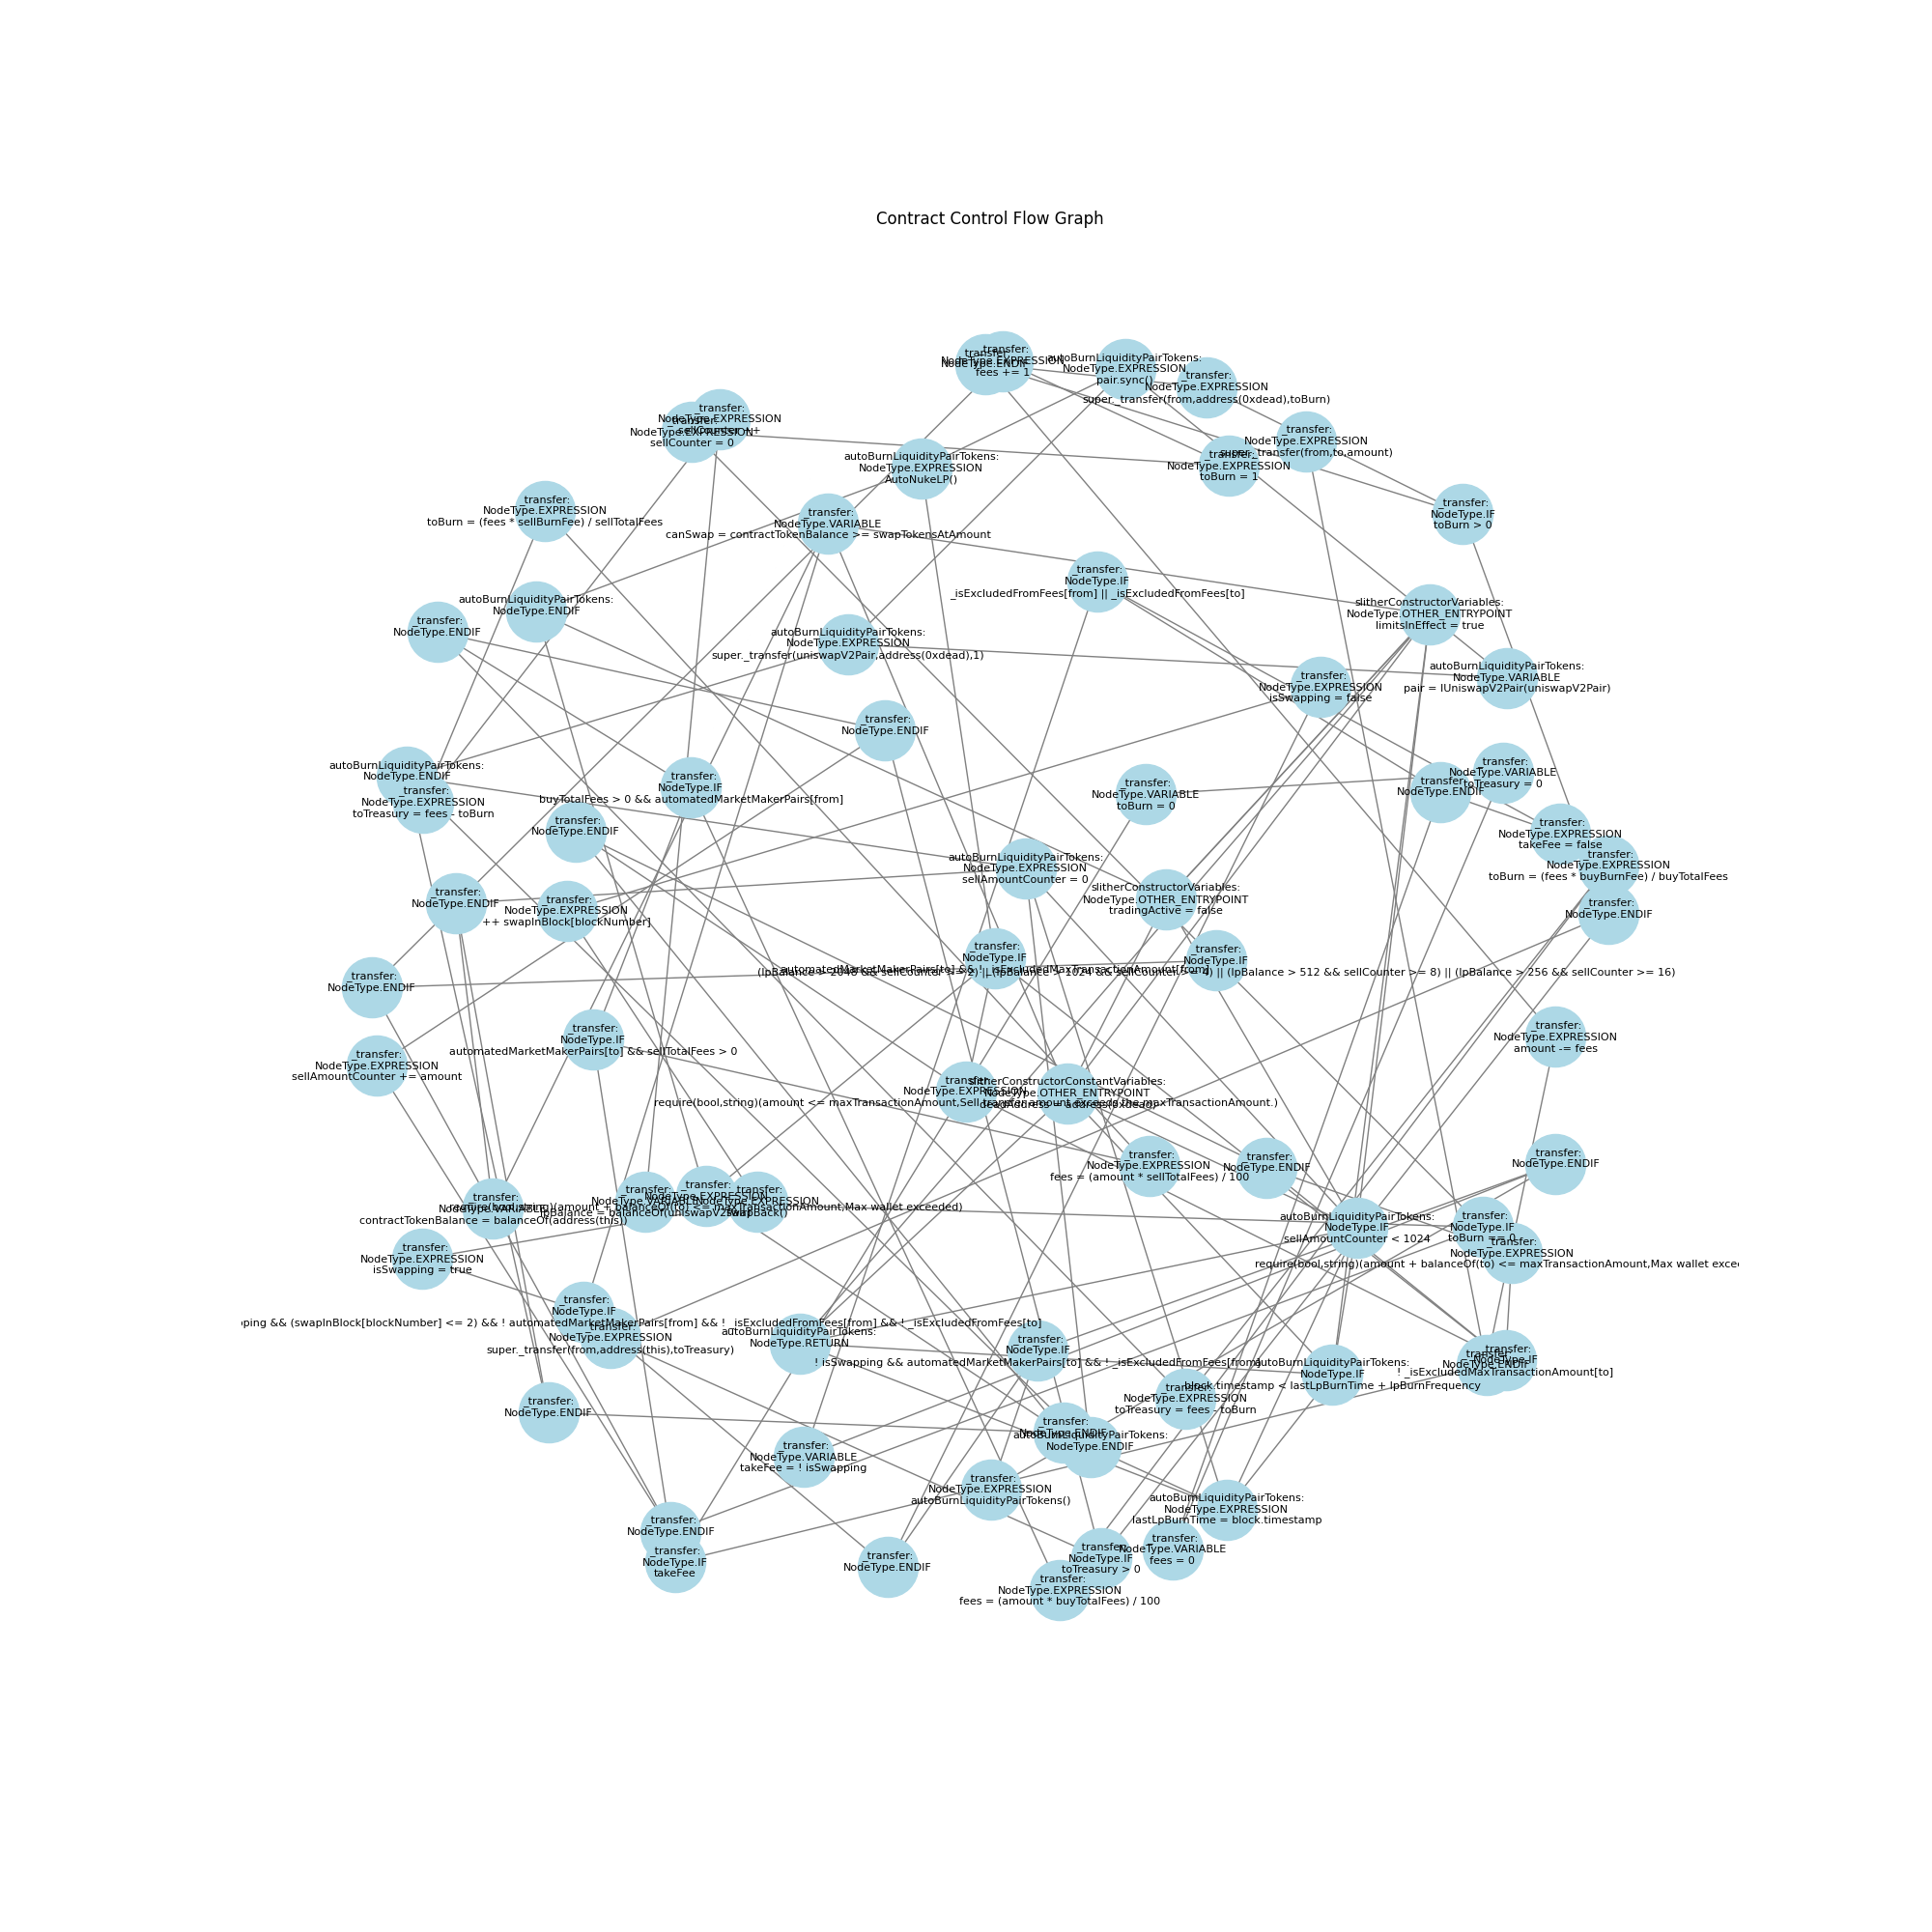 Contract Control Flow Graph
_transfer:
NodeType.ENDIF
_transfer:
NodeType.EXPRESSION
fees += 1
autoBurnLiquidityPairTokens:
NodeType.EXPRESSION
pair.sync()
_transfer:
NodeType.EXPRESSION
super._transfer(from,address(0xdead),toBurn)
_transfer:
NodeType.EXPRESSION
sellCounter ++
_transfer:
NodeType.EXPRESSION
sellCounter = 0
_transfer:
NodeType.EXPRESSION
super._transfer(from,to,amount)
autoBurnLiquidityPairTokens:
NodeType.EXPRESSION
AutoNukeLP()
_transfer:
NodeType.EXPRESSION
toBurn = 1
_transfer:
NodeType.EXPRESSION
toBurn = (fees * sellBurnFee) / sellTotalFees
_transfer:
NodeType.VARIABLE
canSwap = contractTokenBalance >= swapTokensAtAmount
_transfer:
NodeType.IF
toBurn > 0
_transfer:
NodeType.IF
_isExcludedFromFees[from] || _isExcludedFromFees[to]
autoBurnLiquidityPairTokens:
NodeType.ENDIF
slitherConstructorVariables:
NodeType.OTHER_ENTRYPOINT
limitsInEffect = true
_transfer:
NodeType.ENDIF
autoBurnLiquidityPairTokens:
NodeType.EXPRESSION
super._transfer(uniswapV2Pair,address(0xdead),1)
autoBurnLiquidityPairTokens:
NodeType.VARIABLE
pair = IUniswapV2Pair(uniswapV2Pair)
_transfer:
NodeType.EXPRESSION
isSwapping = false
_transfer:
NodeType.ENDIF
autoBurnLiquidityPairTokens:
NodeType.ENDIF
_transfer:
NodeType.EXPRESSION
toTreasury = fees - toBurn
_transfer:
NodeType.IF
buyTotalFees > 0 && automatedMarketMakerPairs[from]
_transfer:
NodeType.VARIABLE
toBurn = 0
_transfer:
NodeType.ENDIF
_transfer:
NodeType.VARIABLE
toTreasury = 0
_transfer:
NodeType.ENDIF
_transfer:
NodeType.EXPRESSION
takeFee = false
_transfer:
NodeType.EXPRESSION
toBurn = (fees * buyBurnFee) / buyTotalFees
autoBurnLiquidityPairTokens:
NodeType.EXPRESSION
sellAmountCounter = 0
_transfer:
NodeType.ENDIF
_transfer:
NodeType.EXPRESSION
++ swapInBlock[blockNumber]
slitherConstructorVariables:
NodeType.OTHER_ENTRYPOINT
tradingActive = false
_transfer:
NodeType.ENDIF
_transfer:
NodeType.ENDIF
_transfer:
NodeType.IF
automatedMarketMakerPairs[to] && ! _isExcludedMaxTransactionAmount[from]
_transfer:
NodeType.IF
(lpBalance > 2048 && sellCounter >= 2) || (lpBalance > 1024 && sellCounter >= 4) || (lpBalance > 512 && sellCounter >= 8) || (lpBalance > 256 && sellCounter >= 16)
_transfer:
NodeType.EXPRESSION
sellAmountCounter += amount
_transfer:
NodeType.IF
automatedMarketMakerPairs[to] && sellTotalFees > 0
_transfer:
NodeType.EXPRESSION
amount -= fees
_transfer:
NodeType.EXPRESSION
require(bool,string)(amount <= maxTransactionAmount,Sell transfer amount exceeds the maxTransactionAmount.)
slitherConstructorConstantVariables:
NodeType.OTHER_ENTRYPOINT
deadAddress = address(0xdead)
_transfer:
NodeType.EXPRESSION
fees = (amount * sellTotalFees) / 100
_transfer:
NodeType.ENDIF
_transfer:
NodeType.ENDIF
_transfer:
NodeType.VARIABLE
contractTokenBalance = balanceOf(address(this))
_transfer:
NodeType.VARIABLE
lpBalance = balanceOf(uniswapV2Pair)
_transfer:
NodeType.EXPRESSION
require(bool,string)(amount + balanceOf(to) <= maxTransactionAmount,Max wallet exceeded)
_transfer:
NodeType.EXPRESSION
swapBack()
autoBurnLiquidityPairTokens:
NodeType.IF
sellAmountCounter < 1024
_transfer:
NodeType.IF
toBurn == 0
_transfer:
NodeType.EXPRESSION
require(bool,string)(amount + balanceOf(to) <= maxTransactionAmount,Max wallet excee
_transfer:
NodeType.EXPRESSION
isSwapping = true
_transfer:
NodeType.IF
ping && (swapInBlock[blockNumber] <= 2) && ! automatedMarketMakerPairs[from] && ! _isExcludedFromFees[from] && ! _isExcludedFromFees[to]
_transfer:
NodeType.EXPRESSION
super._transfer(from,address(this),toTreasury)
autoBurnLiquidityPairTokens:
NodeType.RETURN
_transfer:
NodeType.IF
! isSwapping && automatedMarketMakerPairs[to] && ! _isExcludedFromFees[from]
autoBurnLiquidityPairTokens:
NodeType.IF
block.timestamp < lastLpBurnTime + lpBurnFrequency
_transfer:
NodeType.ENDIF
_transfer:
NodeType.IF
! _isExcludedMaxTransactionAmount[to]
_transfer:
NodeType.EXPRESSION
toTreasury = fees - toBurn
_transfer:
NodeType.ENDIF
_transfer:
NodeType.ENDIF
autoBurnLiquidityPairTokens:
NodeType.ENDIF
_transfer:
NodeType.VARIABLE
takeFee = ! isSwapping
_transfer:
NodeType.EXPRESSION
autoBurnLiquidityPairTokens()
autoBurnLiquidityPairTokens:
NodeType.EXPRESSION
lastLpBurnTime = block.timestamp
_transfer:
NodeType.ENDIF
_transfer:
NodeType.IF
takeFee
_transfer:
NodeType.ENDIF
_transfer:
NodeType.IF
toTreasury > 0
_transfer:
NodeType.VARIABLE
fees = 0
_transfer:
NodeType.EXPRESSION
fees = (amount * buyTotalFees) / 100